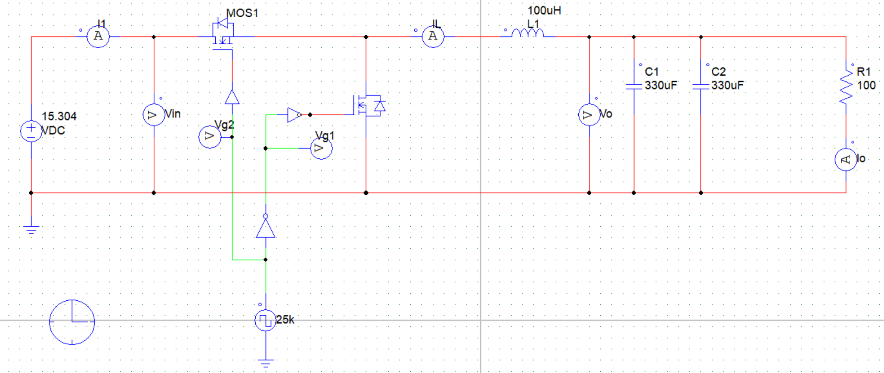 MOS1
I1
A
IL
A
100uH
L1
15.304
VDC
V
Vin
V
Vg2
Vg1
V
V
Vo
C1
330uF
C2
330uF
R1
100
A
Io
25k